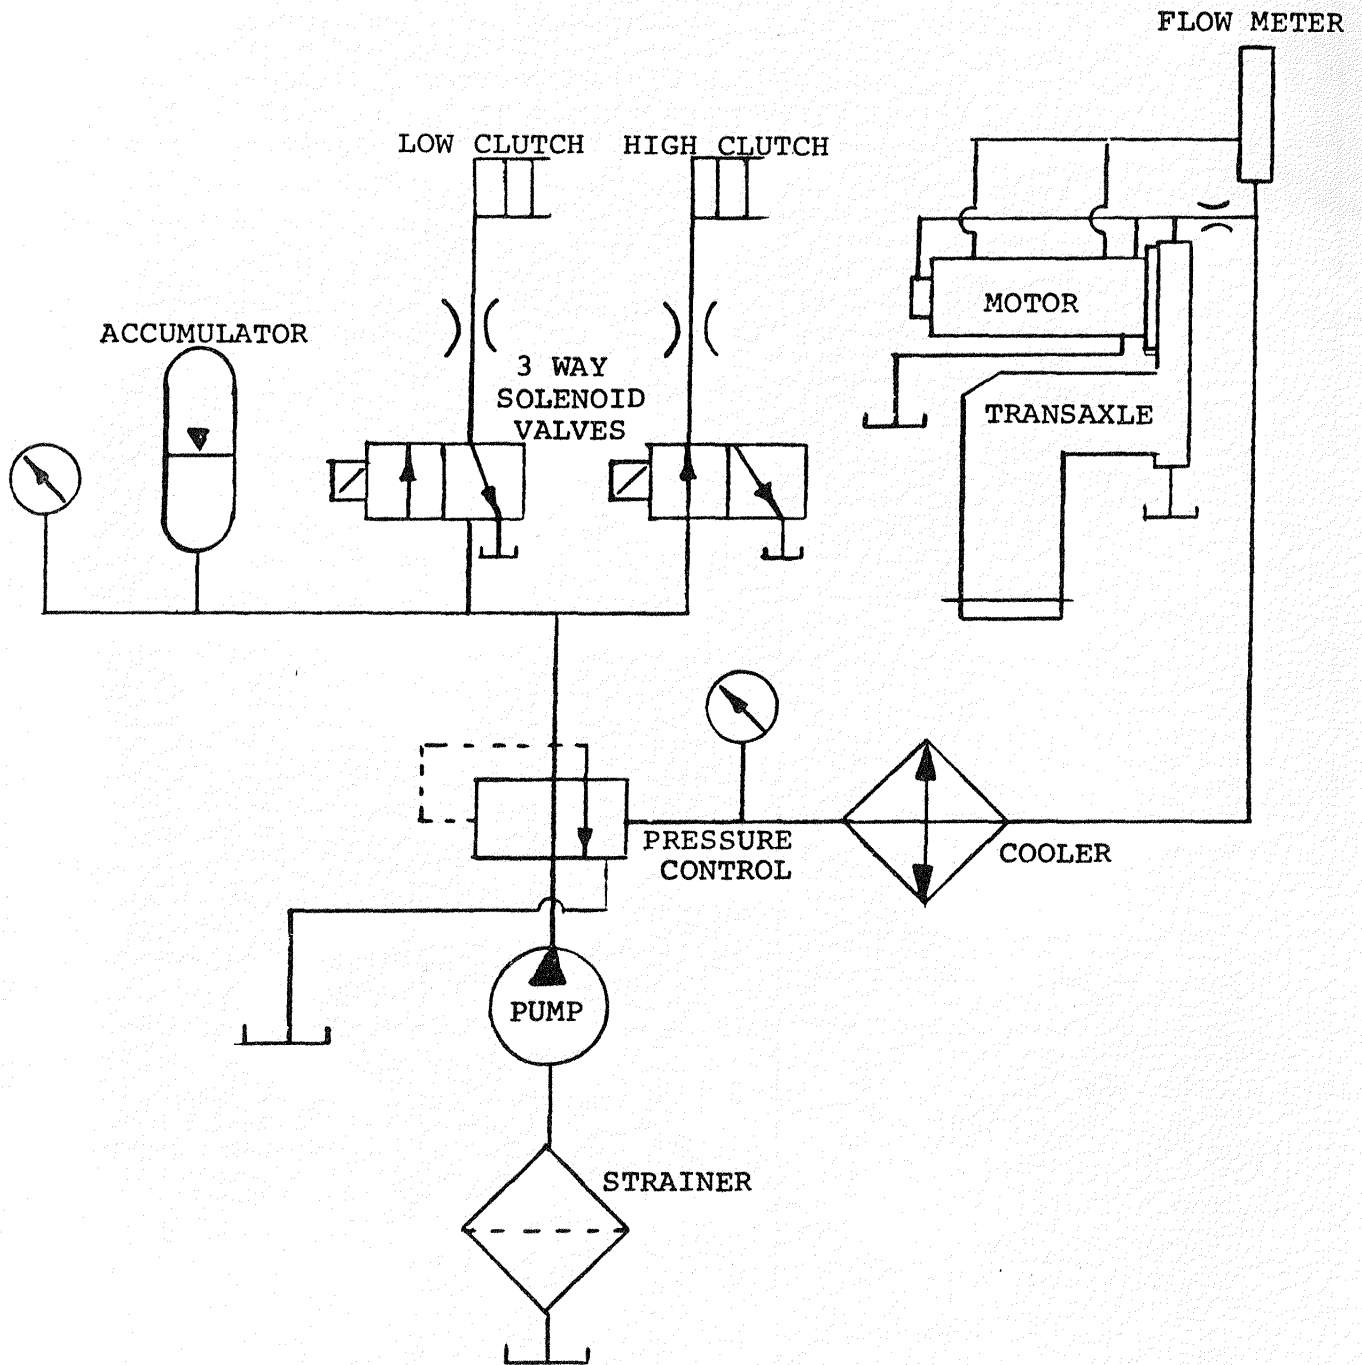 FLOW METER
LOW CLUTCH
HIGH CLUTCH
MOTOR
ACCUMULATOR
3 WAY
SOLENOID
VALVES
TRANSAXLE
PRESSURE
CONTROL
COOLER
PUMP
STRAINER